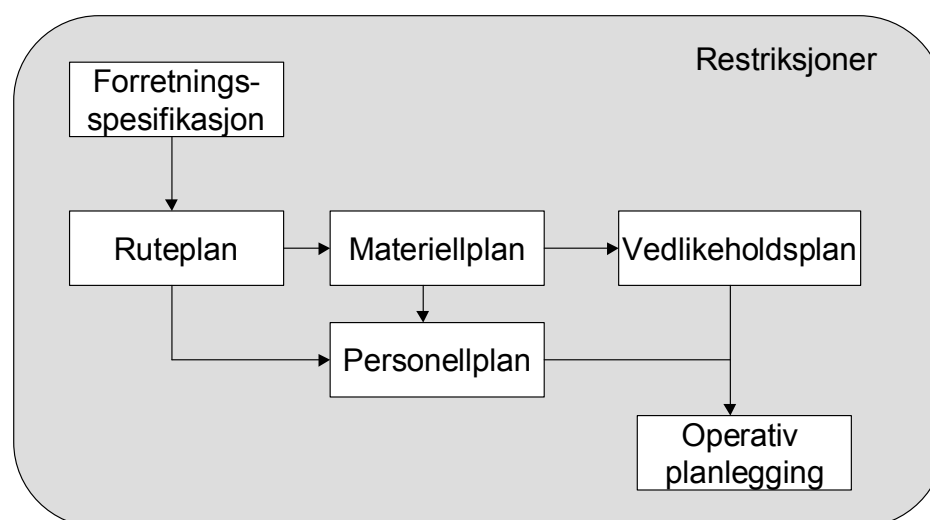 Restriksjoner
Forretnings-
spesifikasjon
Ruteplan
Materiellplan
Vedlikeholdsplan
Personellplan
Operativ
planlegging